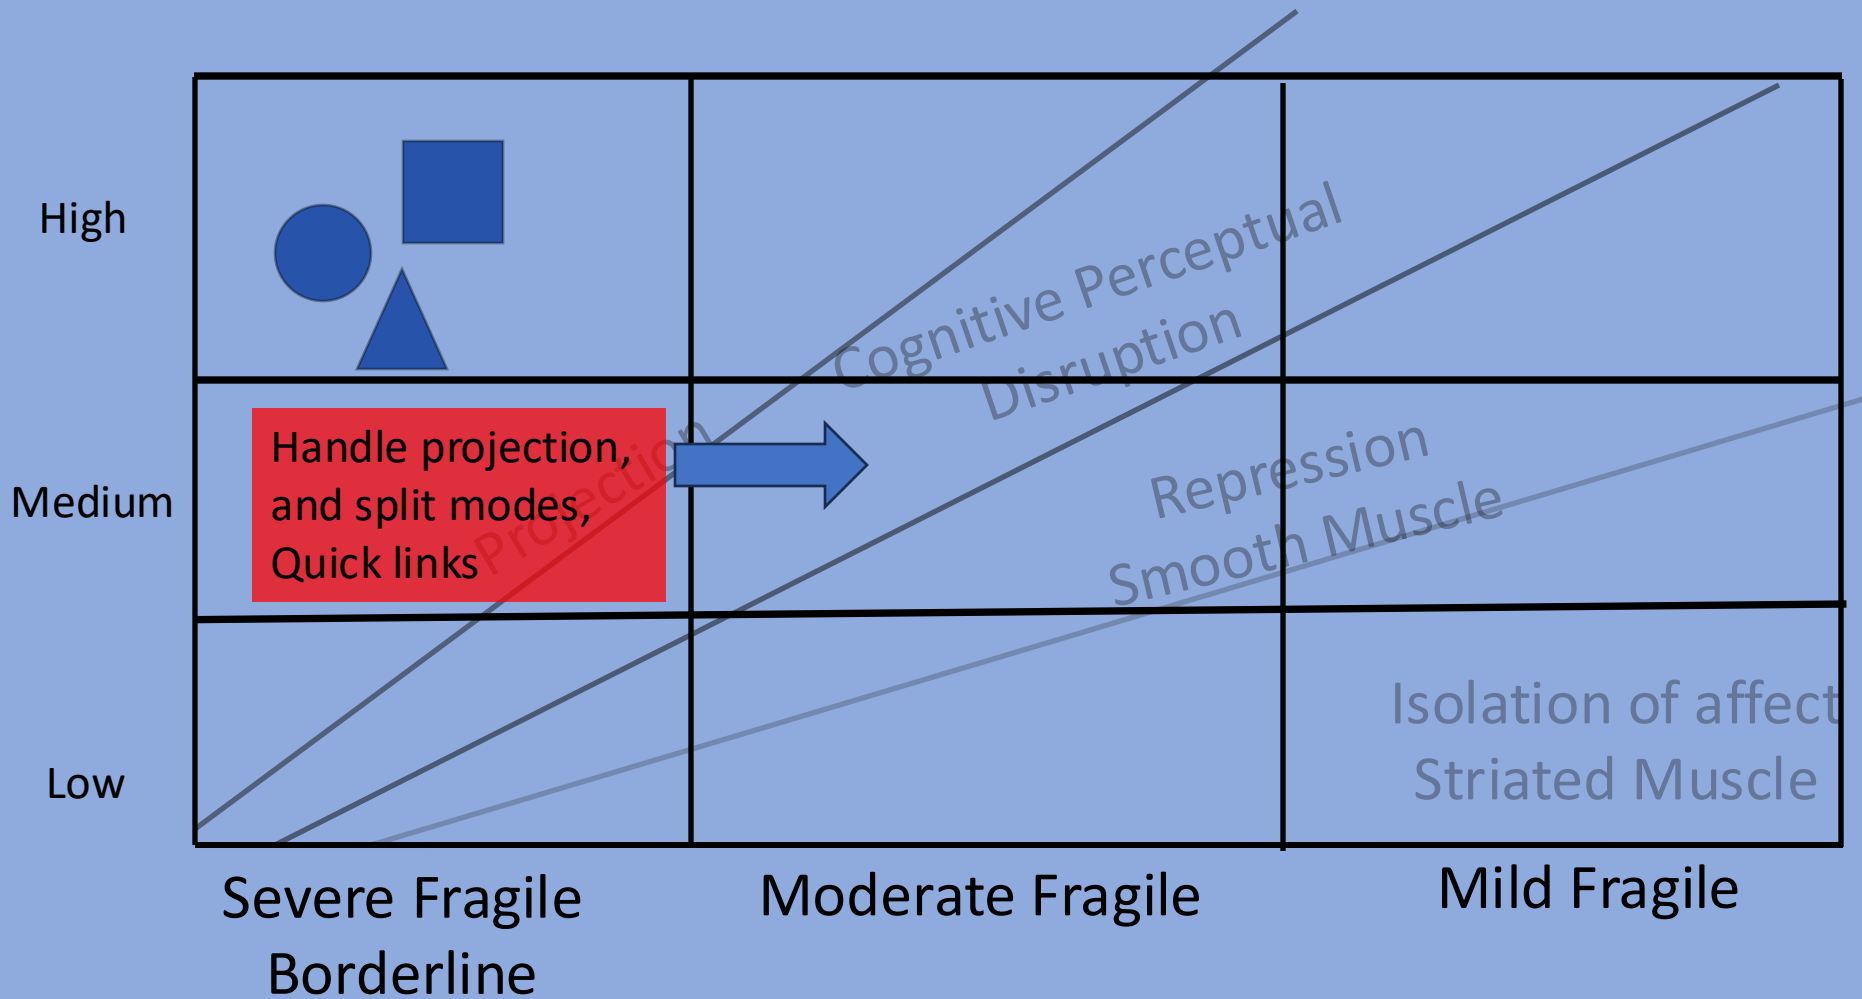 High
Cognitive Perceptual
Disruption
Medium
Handle projection,
and split modes,
Quick links
Projection
Repression
Smooth Muscle
Low
Isolation of affect
Striated Muscle
Severe Fragile
Borderline
Moderate Fragile
Mild Fragile